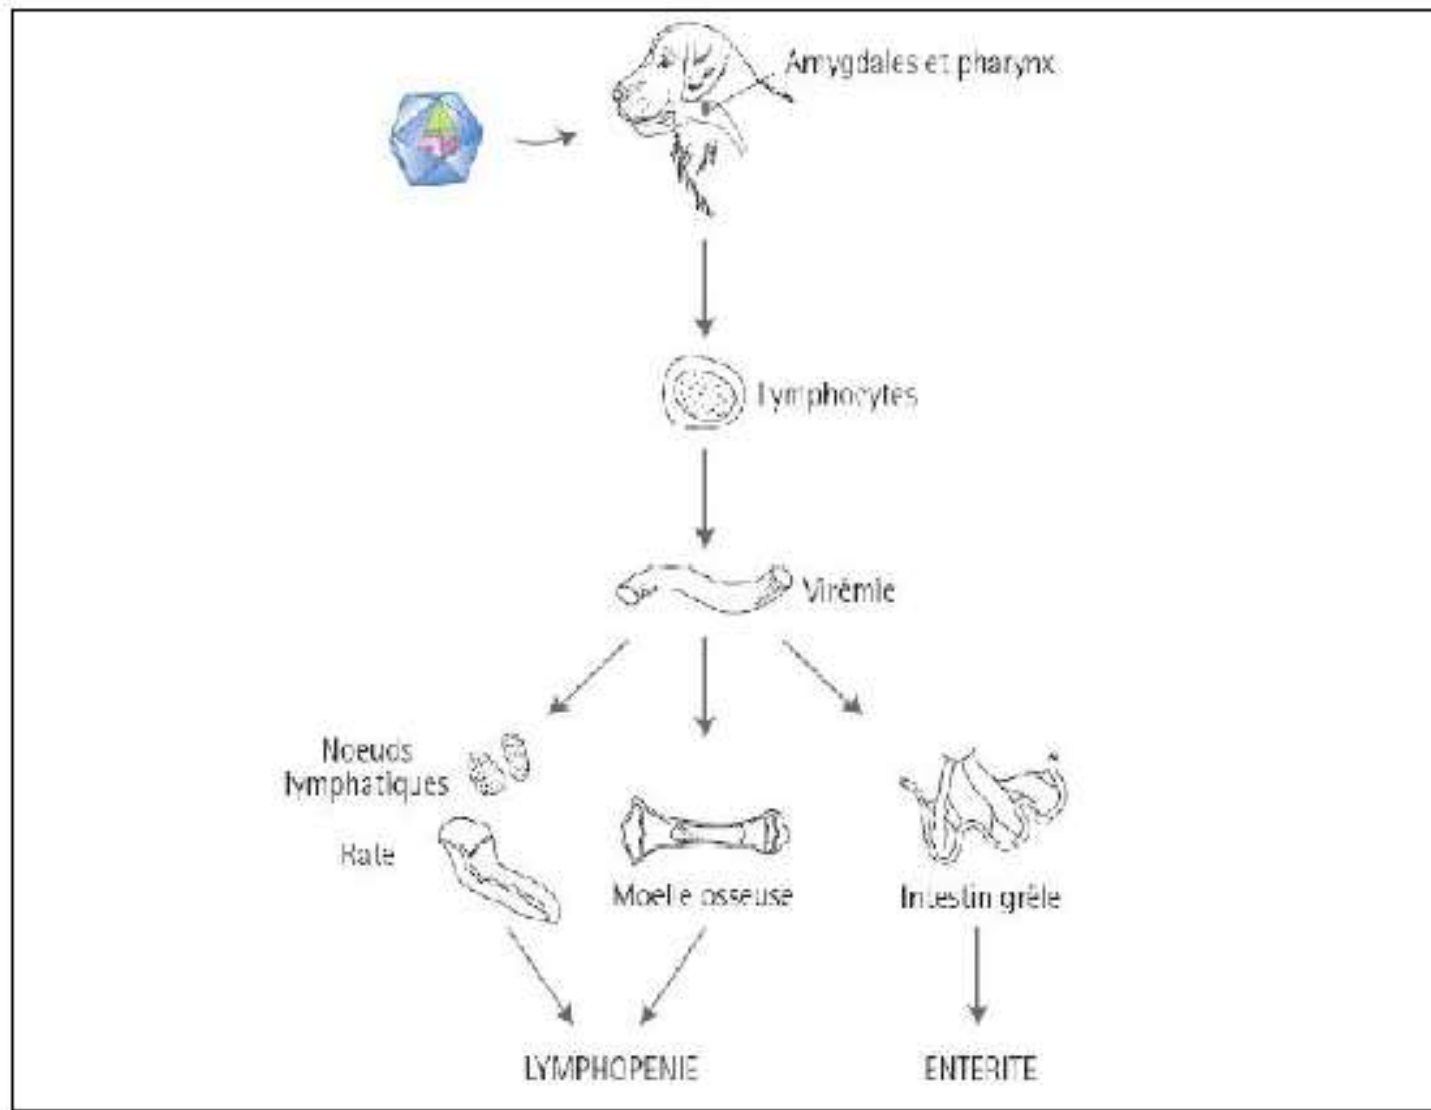 Amygdales et pharynx
Lymphocytes
Virémie
Noeuds
lymphatiques
Rate
Moelle osseuse
Intestin grêle
LYMPHOPENIE
ENTERITE